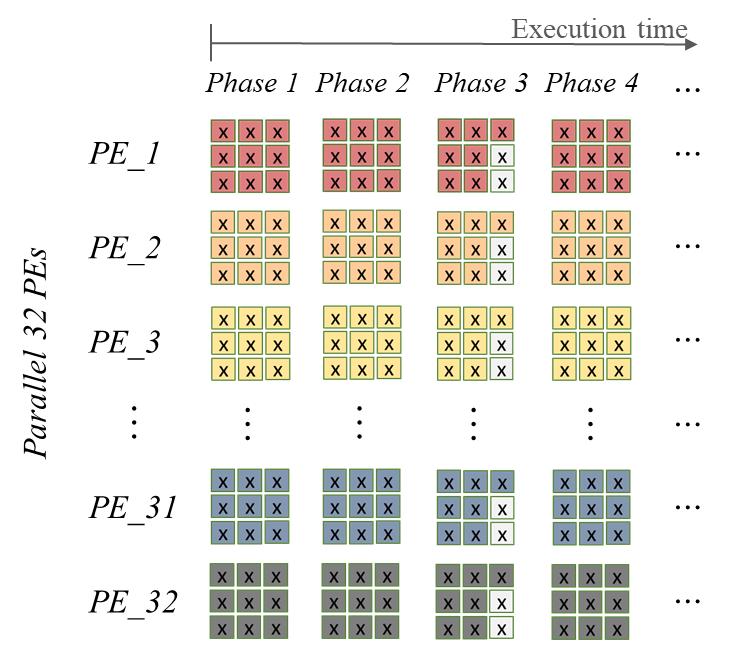 Execution time
Phase 1 Phase 2 Phase 3 Phase 4 ...
Parallel 32 PEs
x x x x x x x x x x x x
PE_1 x x x x x x x x x x x x ...
x x x x x x x x x x x x
x x x x x x x x x x x x
PE_2 x x x x x x x x x x x x ...
x x x x x x x x x x x x
x x x x x x x x x x x x
PE_3 x x x x x x x x x x x x ...
x x x x x x x x x x x x
⋮ ⋮ ⋮ ⋮ ⋮ ...
x x x x x x x x x x x x
PE_31 x x x x x x x x x x x x ...
x x x x x x x x x x x x
x x x x x x x x x x x x
PE_32 x x x x x x x x x x x x ...
x x x x x x x x x x x x